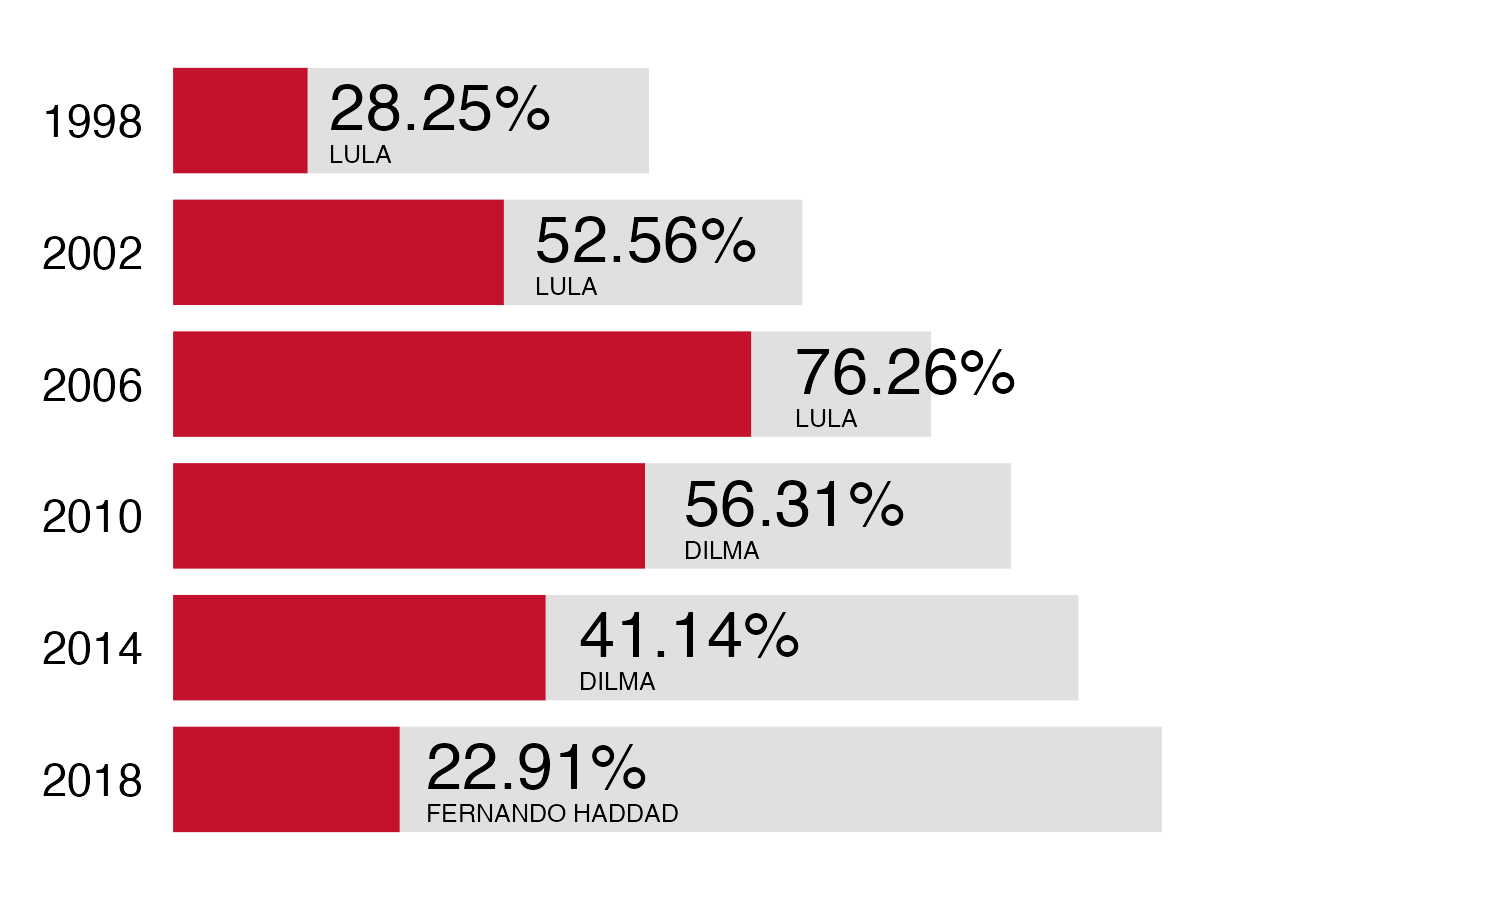 1998
28.25%
LULA
2002
52.56%
LULA
2006
76.26%
LULA
2010
56.31%
DILMA
2014
41.14%
DILMA
2018
22.91%
FERNANDO HADDAD